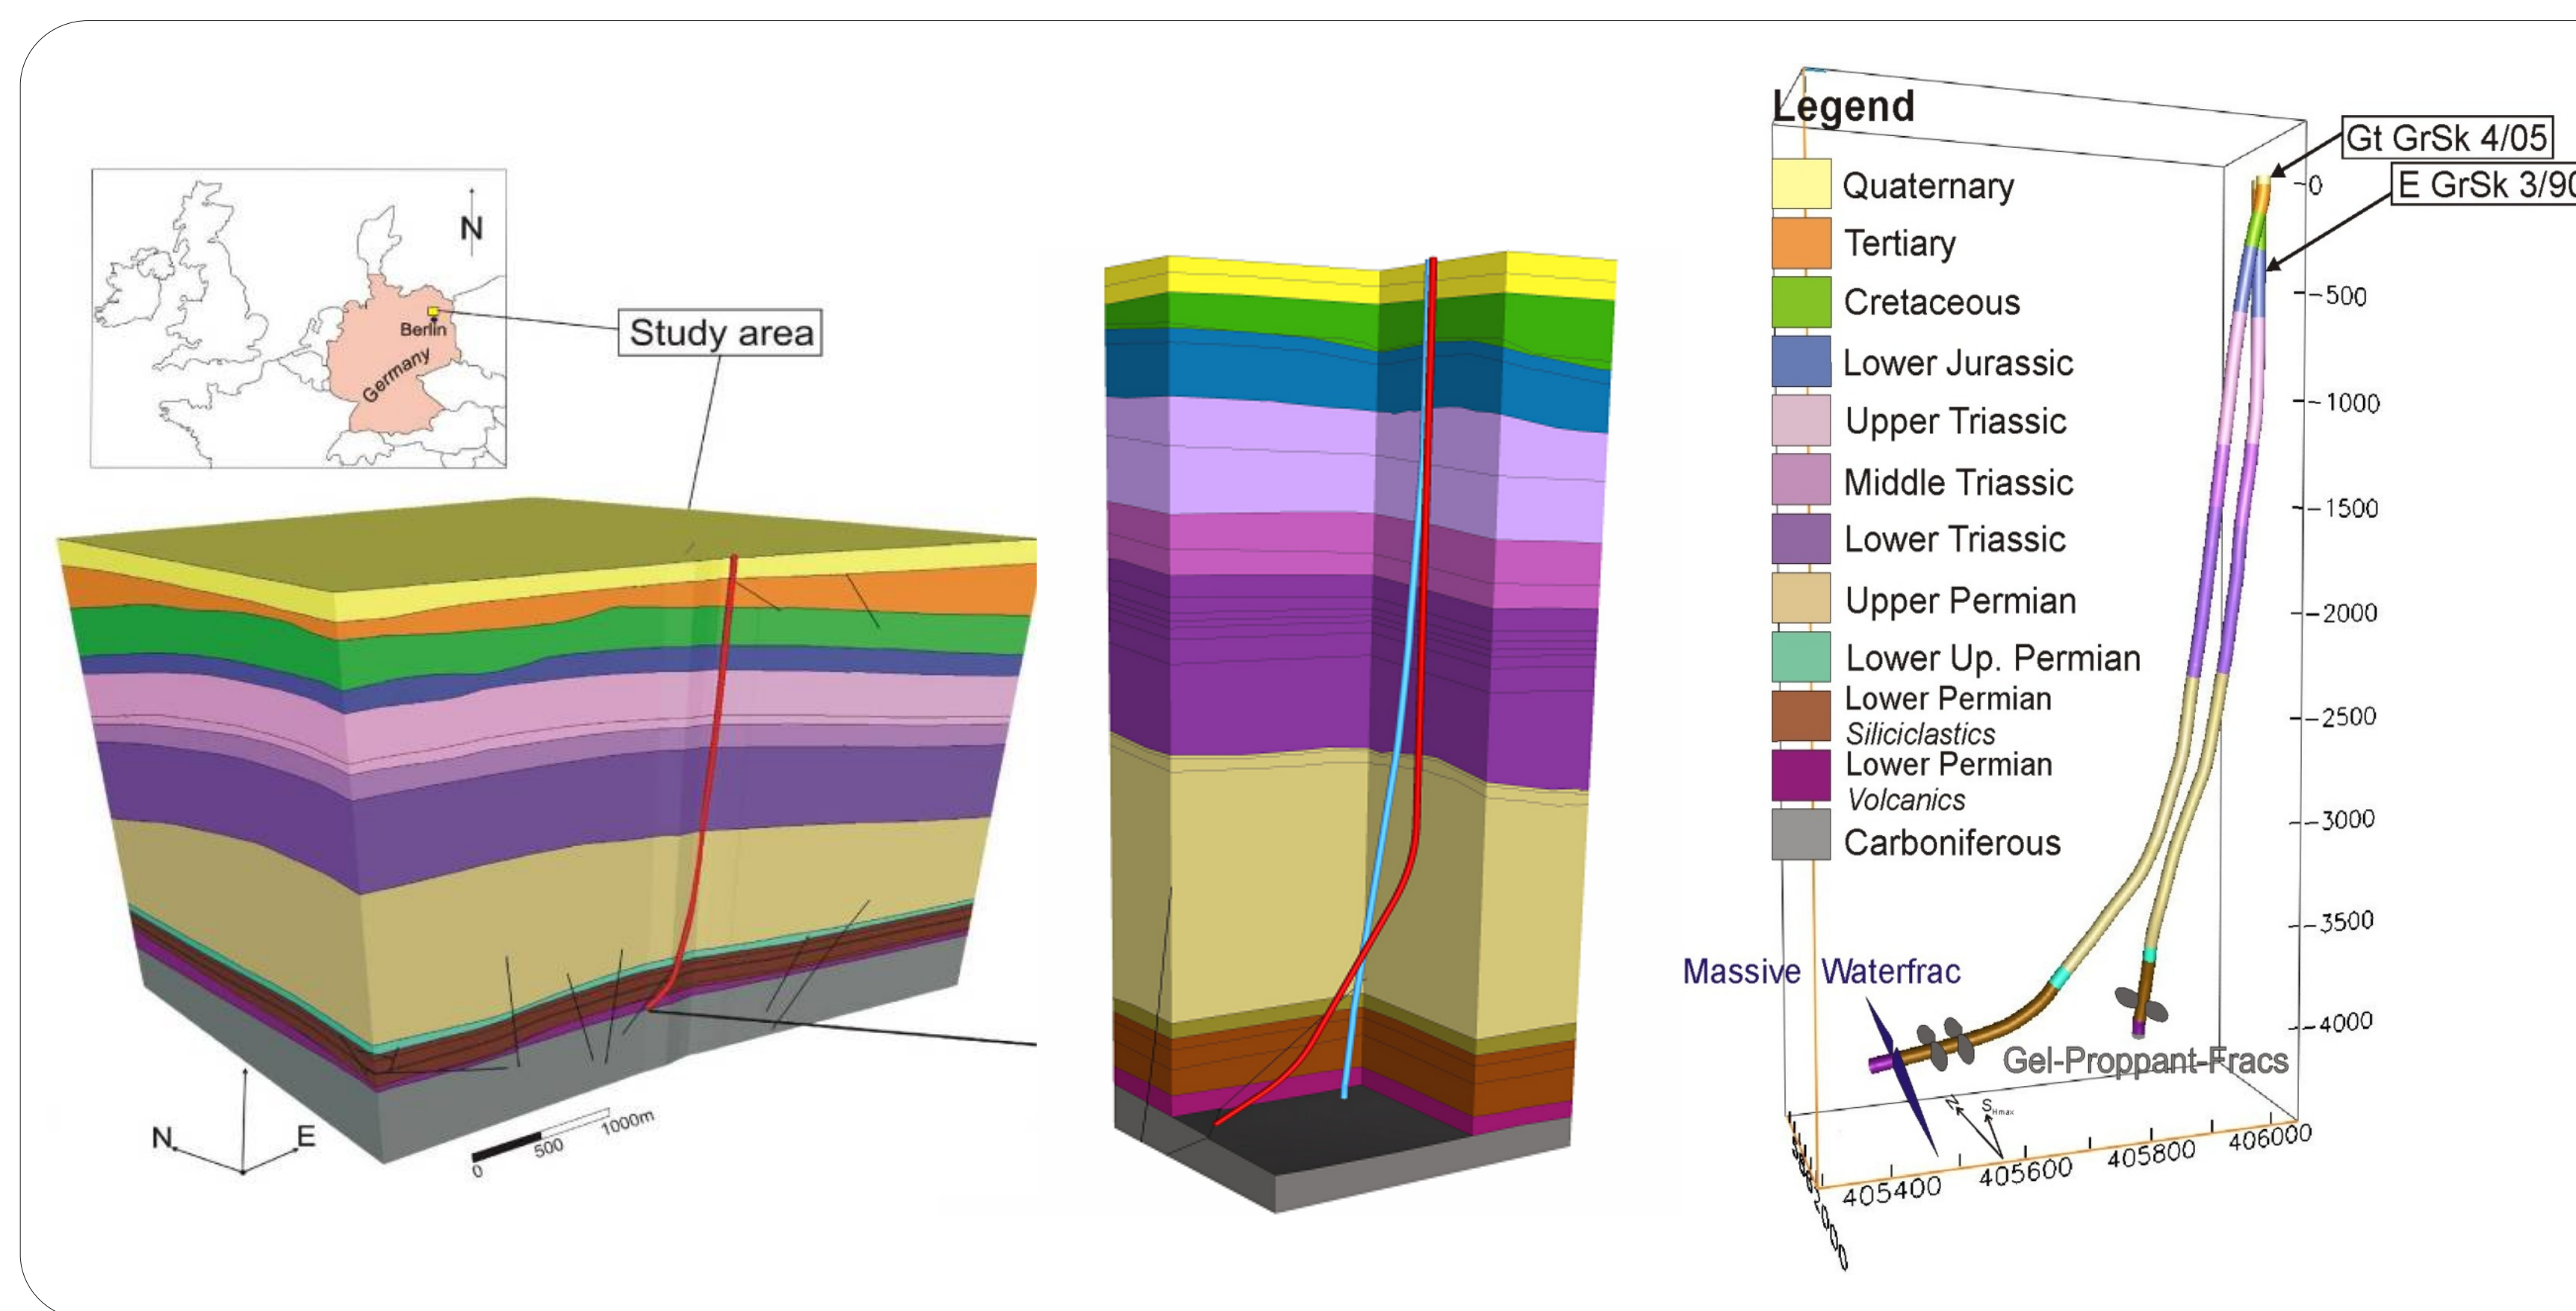 N
Berlin
Germany
Study area
N
E
0
500
1000m
Legend
Quaternary
Tertiary
Cretaceous
Lower Jurassic
Upper Triassic
Middle Triassic
Lower Triassic
Upper Permian
Lower Up. Permian
Lower Permian
Siliciclastics
Lower Permian
Volcanics
Carboniferous
Gt GrSk 4/05
E GrSk 3/90
0
-500
-1000
-1500
-2000
-2500
-3000
-3500
-4000
Massive Waterfrac
Gel-Proppant-Fracs
N
SHmax
405400
405600
405800
406000